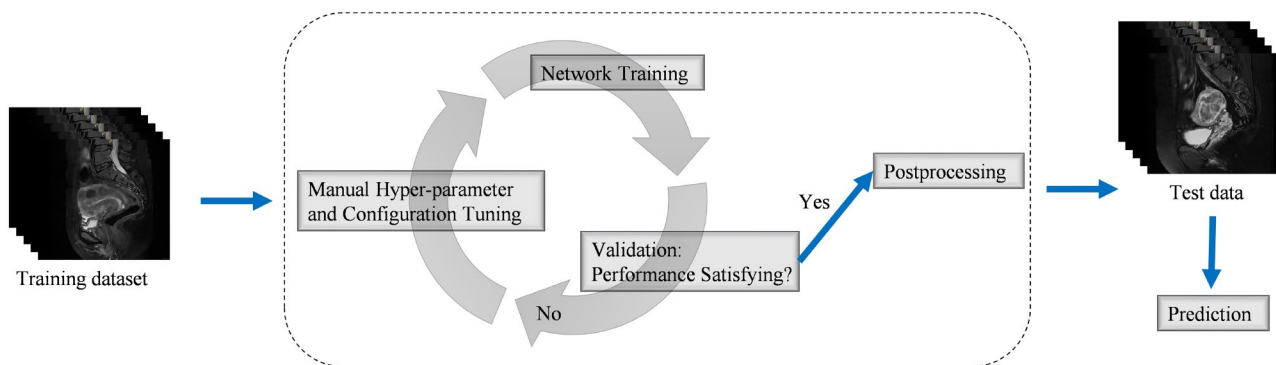 Training dataset
Network Training
Manual Hyper-parameter
and Configuration Tuning
Validation:
Performance Satisfying?
No
Yes
Postprocessing
Test data
Prediction